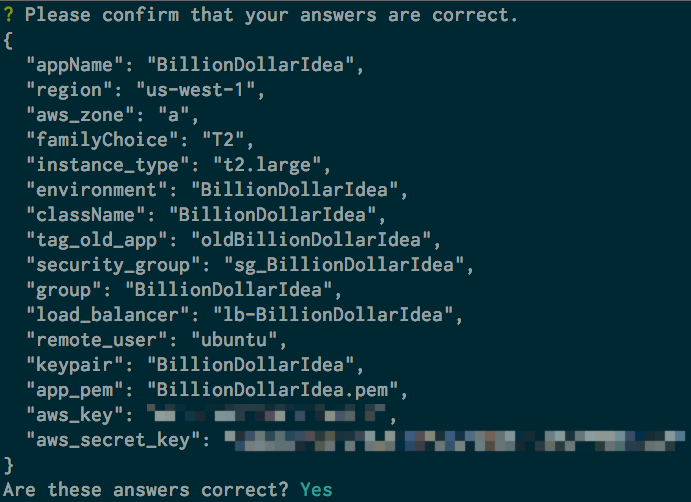 ? Please confirm that your answers are correct.
{
"appName": "BillionDollarIdea",
"region": "us-west-1",
"aws_zone": "a",
"familyChoice": "T2",
"instance_type": "t2.large",
"environment": "BillionDollarIdea",
"className": "BillionDollarIdea",
"tag_old_app": "oldBillionDollarIdea",
"security_group": "sg_BillionDollarIdea",
"group": "BillionDollarIdea",
"load_balancer": "lb-BillionDollarIdea",
"remote_user": "ubuntu",
"keypair": "BillionDollarIdea",
"app_pem": "BillionDollarIdea.pem",
"aws_key": ,
"aws_secret_key":
}
Are these answers correct? Yes